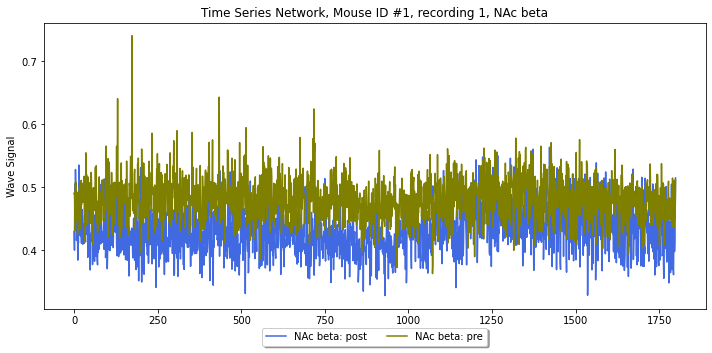 Time Series Network, Mouse ID #1, recording 1, NAc beta
Wave Signal
0.7
0.6
0.5
0.4
0 250 500 750 1000 1250 1500 1750
NAc beta: post NAc beta: pre